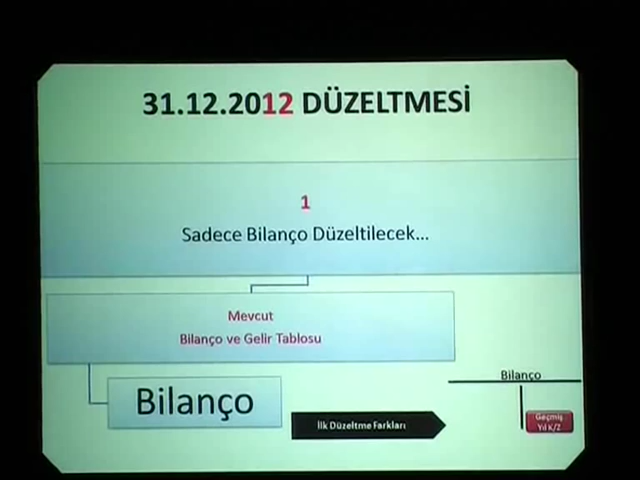 31.12.2012 DÜZELTMESİ
1
Sadece Bilanço Düzeltilecek...
Mevcut
Bilanço ve Gelir Tablosu
Bilanço
Bilanço
İlk Düzeltme Farkları
Geçmiş
Yıl K/Z